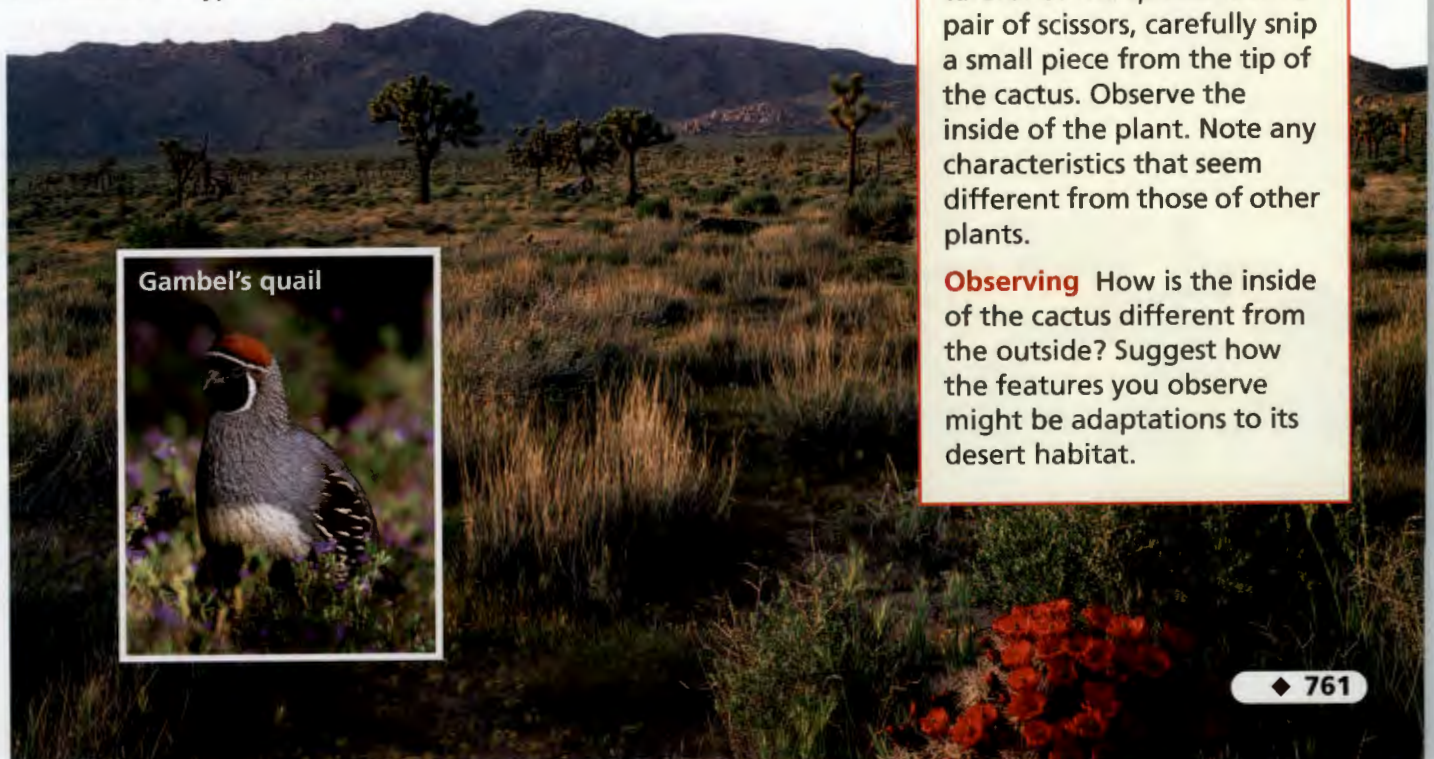 pair of scissors, carefully snip
a small piece from the tip of
the cactus. Observe the
inside of the plant. Note any
characteristics that seem
different from those of other
plants.
Observing How is the inside
of the cactus different from
the outside? Suggest how
the features you observe
might be adaptations to its
desert habitat.
Gambel's quail
◆ 761